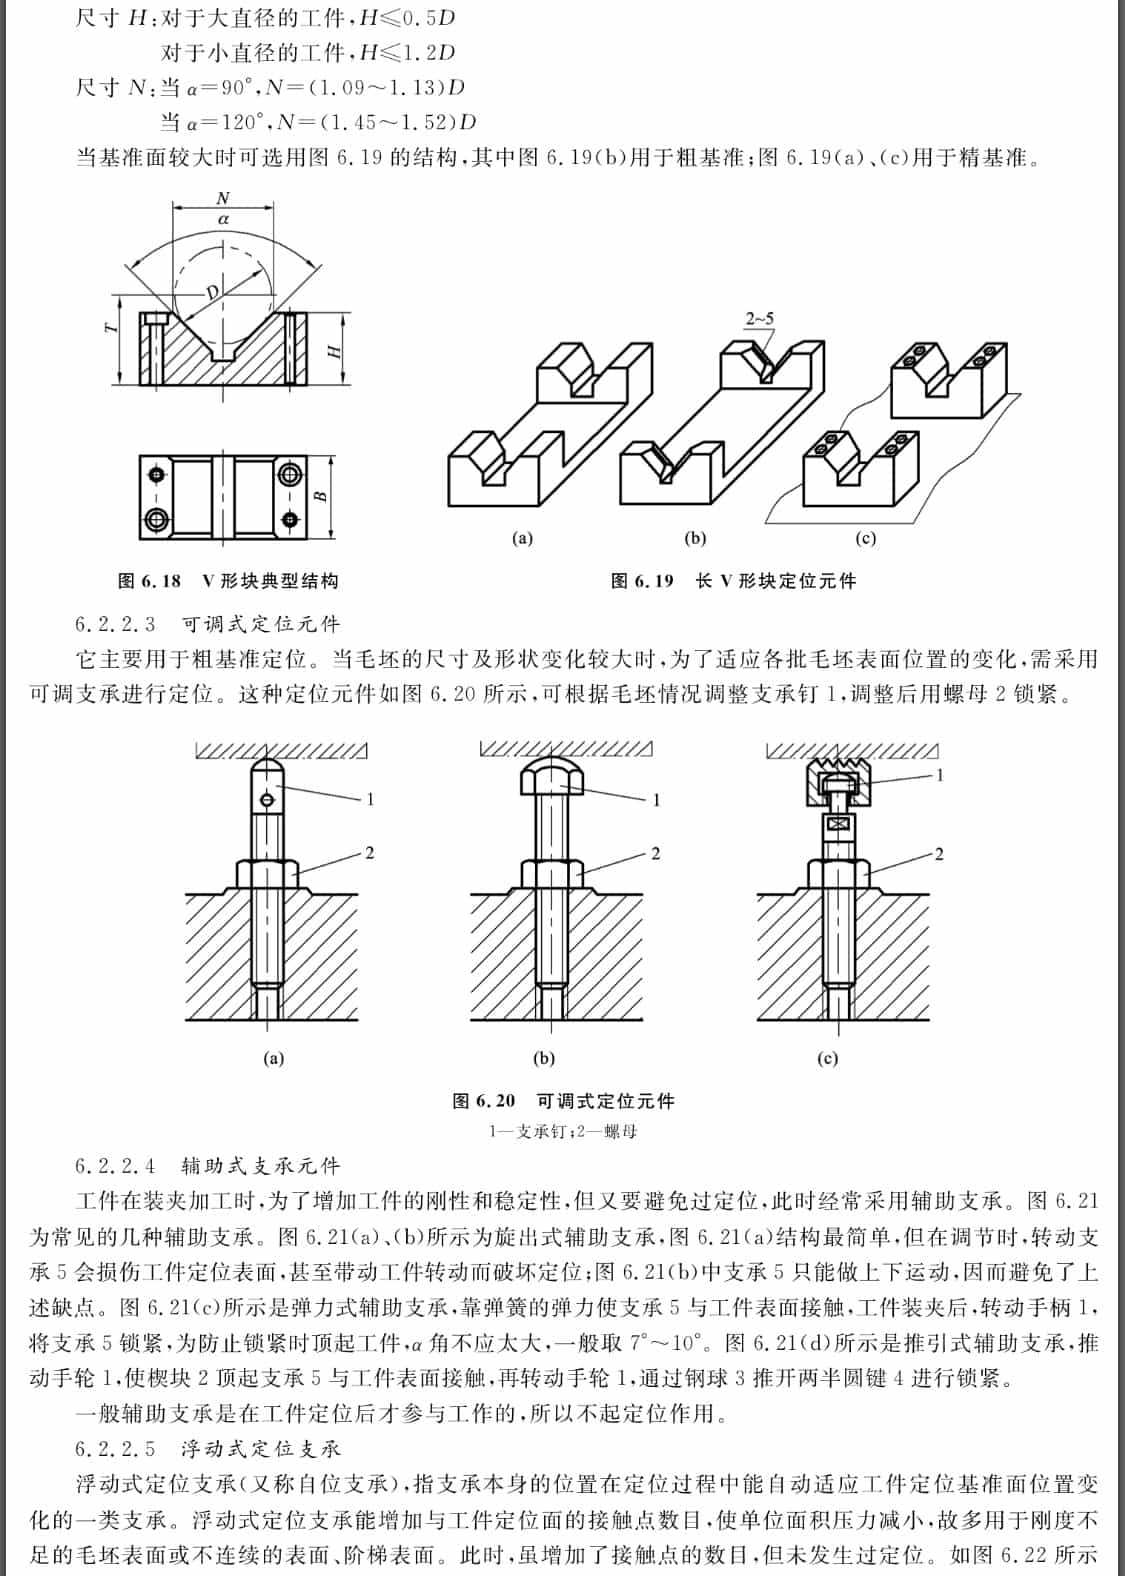 尺寸 H:对于大直径的工件,H≤0.5D
对于小直径的工件,H≤1.2D
尺寸 N:当 α=90°,N=(1.09~1.13)D
当 α=120°,N=(1.45~1.52)D
当基准面较大时可选用图 6.19 的结构,其中图 6.19(b)用于粗基准;图 6.19(a)、(c)用于精基准。
N
α
D
T
H
B
2~5
(a)
(b)
(c)
图 6.18 V 形块典型结构
图 6.19 长 V 形块定位元件
6.2.2.3 可调式定位元件
它主要用于粗基准定位。当毛坯的尺寸及形状变化较大时,为了适应各批毛坯表面位置的变化,需采用
可调支承进行定位。这种定位元件如图 6.20 所示,可根据毛坯情况调整支承钉 1,调整后用螺母 2 锁紧。
1
2
1
2
1
2
(a)
(b)
(c)
图 6.20 可调式定位元件
1—支承钉;2—螺母
6.2.2.4 辅助式支承元件
工件在装夹加工时,为了增加工件的刚性和稳定性,但又要避免过定位,此时经常采用辅助支承。图 6.21
为常见的几种辅助支承。图 6.21(a)、(b)所示为旋出式辅助支承,图 6.21(a)结构最简单,但在调节时,转动支
承 5 会损伤工件定位表面,甚至带动工件转动而破坏定位;图 6.21(b)中支承 5 只能做上下运动,因而避免了上
述缺点。图 6.21(c)所示是弹力式辅助支承,靠弹簧的弹力使支承 5 与工件表面接触,工件装夹后,转动手柄 1,
将支承 5 锁紧,为防止锁紧时顶起工件,α 角不应太大,一般取 7°~10°。图 6.21(d)所示是推引式辅助支承,推
动手轮 1,使楔块 2 顶起支承 5 与工件表面接触,再转动手轮 1,通过钢球 3 推开两半圆键 4 进行锁紧。
一般辅助支承是在工件定位后才参与工作的,所以不起定位作用。
6.2.2.5 浮动式定位支承
浮动式定位支承(又称自位支承),指支承本身的位置在定位过程中能自动适应工件定位基准面位置变
化的一类支承。浮动式定位支承能增加与工件定位面的接触点数目,使单位面积压力减小,故多用于刚度不
足的毛坯表面或不连续的表面、阶梯表面。此时,虽增加了接触点的数目,但未发生过定位。如图 6.22 所示